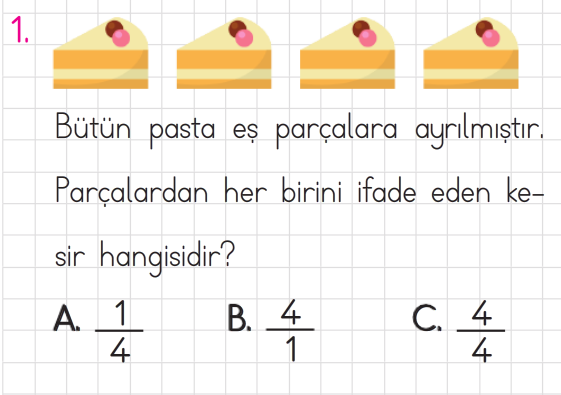 1.
Bütün pasta eş parçalara ayrılmıştır.
Parçalardan her birini ifade eden ke-
sir hangisidir?
A. 1/4 B. 4/1 C. 4/4